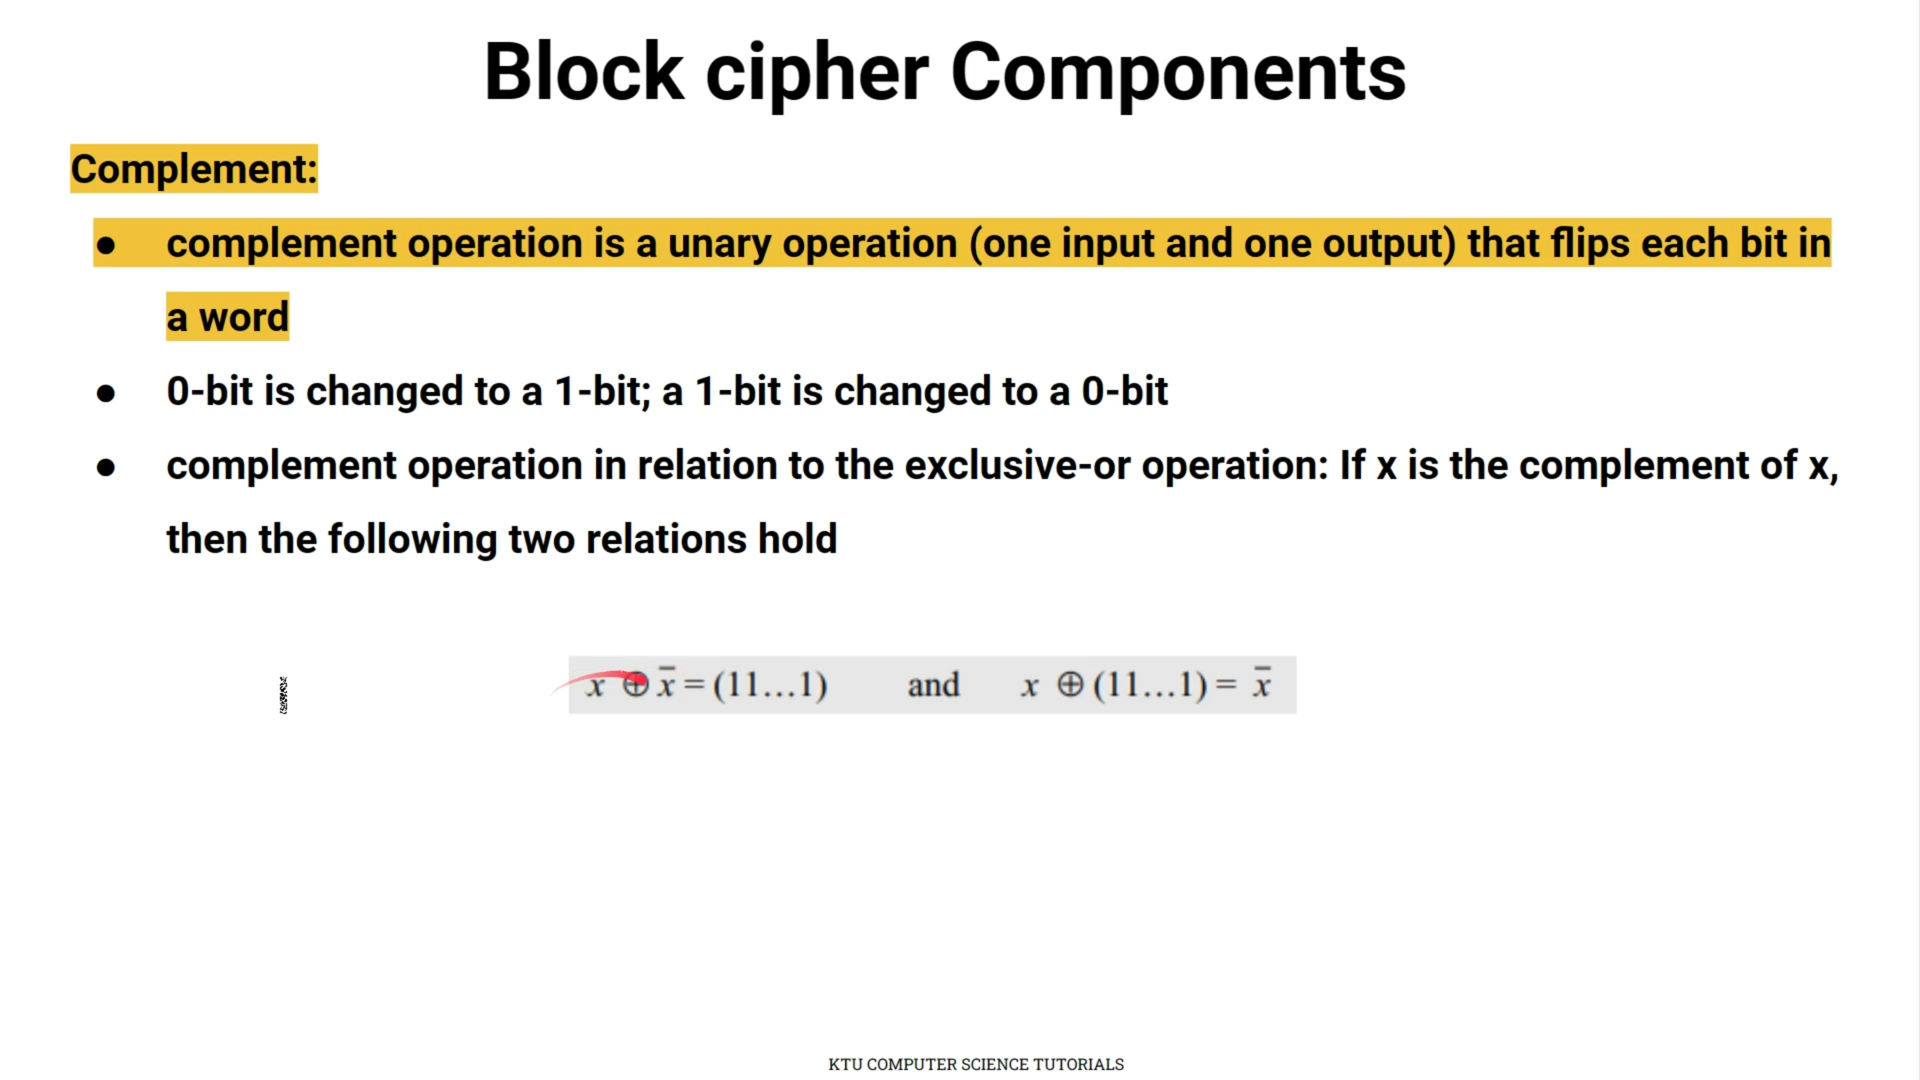 Block cipher Components
Complement:
● complement operation is a unary operation (one input and one output) that flips each bit in
a word
● 0-bit is changed to a 1-bit; a 1-bit is changed to a 0-bit
● complement operation in relation to the exclusive-or operation: If x is the complement of x,
then the following two relations hold
x ⊕ x̅ = (11...1) and x ⊕ (11...1) = x̅
KTU COMPUTER SCIENCE TUTORIALS